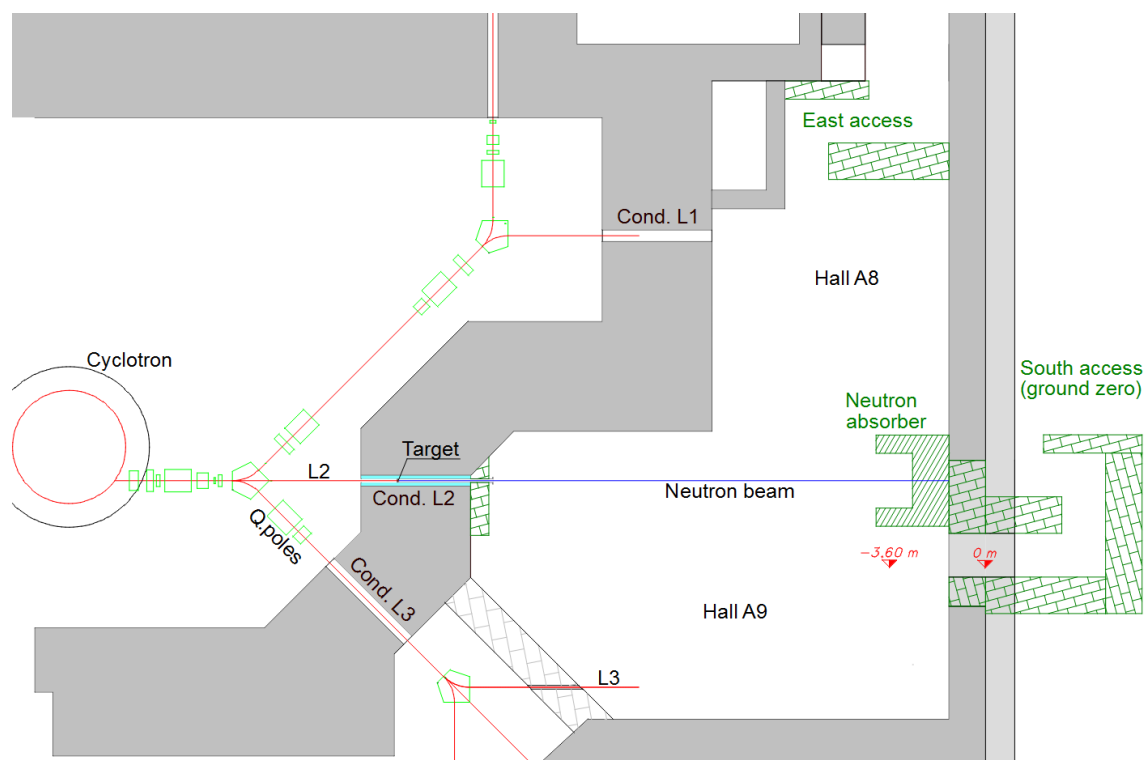 East access
Cond. L1
Hall A8
Cyclotron
South access
(ground zero)
Neutron
absorber
Target
L2
Cond. L2
Neutron beam
Q.poles
Cond. L3
-3,60 m
0 m
Hall A9
L3